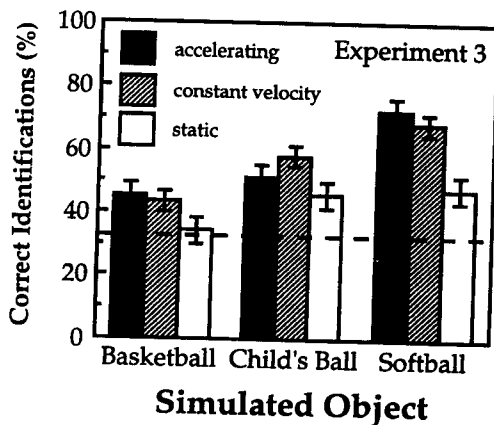 100
80
60
40
20
0
Correct Identifications (%)
accelerating
constant velocity
static
Experiment 3
Basketball Child's Ball Softball
Simulated Object